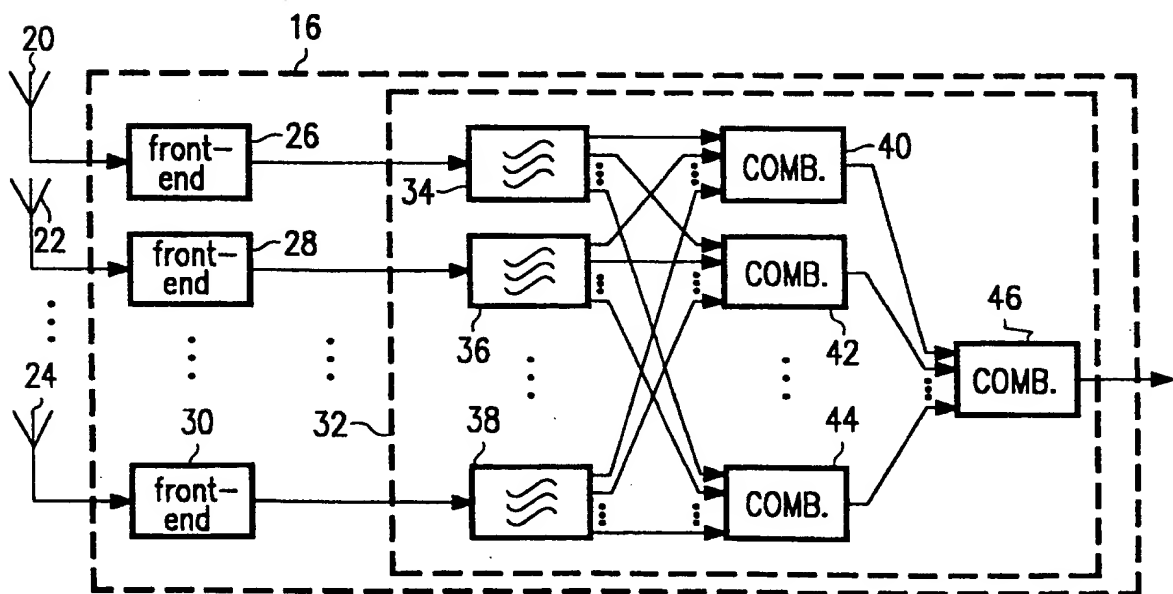 20
16
front-
end
26
34
COMB.
40
22
front-
end
28
36
COMB.
42
46
COMB.
24
30
front-
end
32
38
44
COMB.